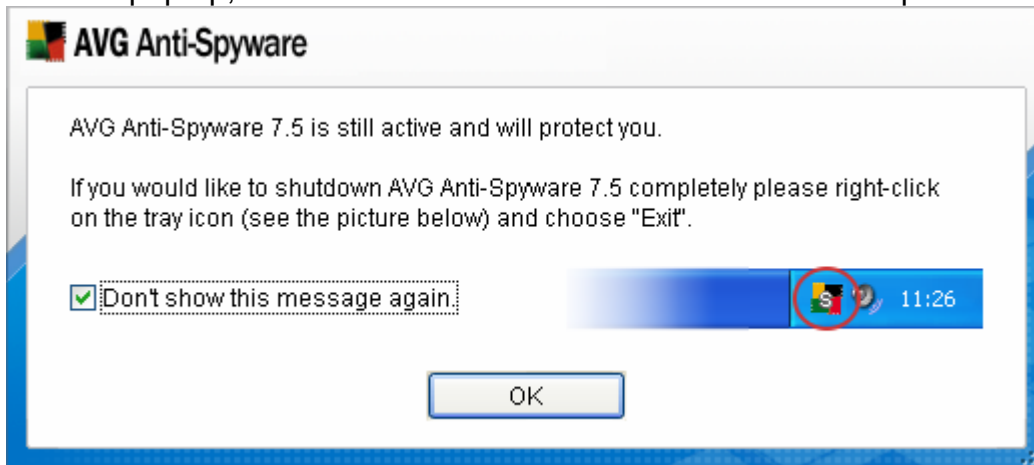 AVG Anti-Spyware
AVG Anti-Spyware 7.5 is still active and will protect you.
If you would like to shutdown AVG Anti-Spyware 7.5 completely please right-click
on the tray icon (see the picture below) and choose "Exit".
Don't show this message again.
S 11:26
OK